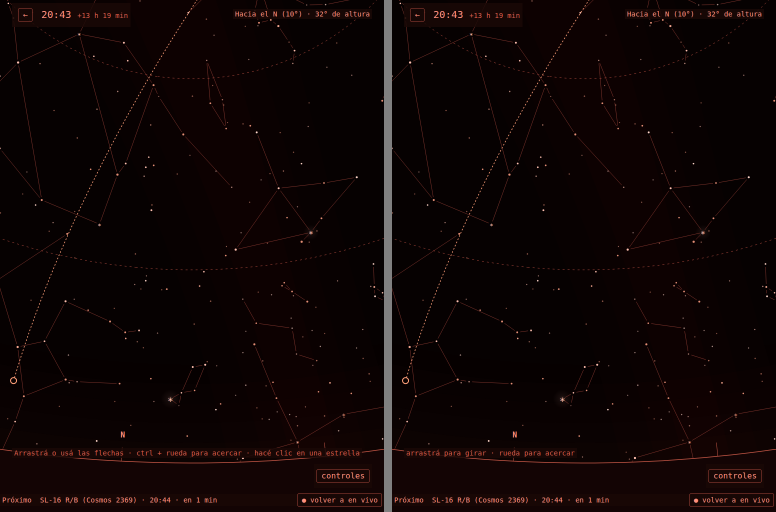 ← 20:43 +13 h 19 min
Hacia el N (10°) · 32° de altura
N
Arrastrá o usá las flechas · ctrl + rueda para acercar · hacé clic en una estrella
controles
Próximo SL-16 R/B (Cosmos 2369) · 20:44 · en 1 min
● volver a en vivo
← 20:43 +13 h 19 min
Hacia el N (10°) · 32° de altura
N
arrastrá para girar · rueda para acercar
controles
Próximo SL-16 R/B (Cosmos 2369) · 20:44 · en 1 min
● volver a en vivo